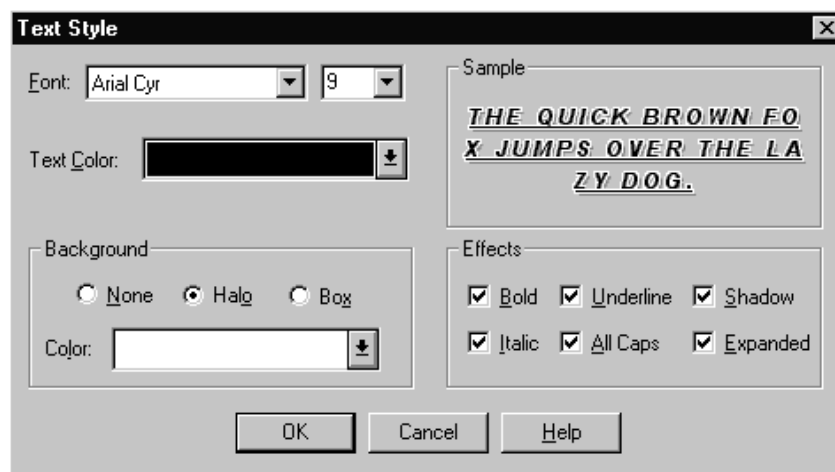 Text Style
Font: Arial Cyr 9
Text Color:
Sample
THE QUICK BROWN FO
X JUMPS OVER THE LA
ZY DOG.
Background
None Halo Box
Color:
Effects
Bold Underline Shadow
Italic All Caps Expanded
OK Cancel Help